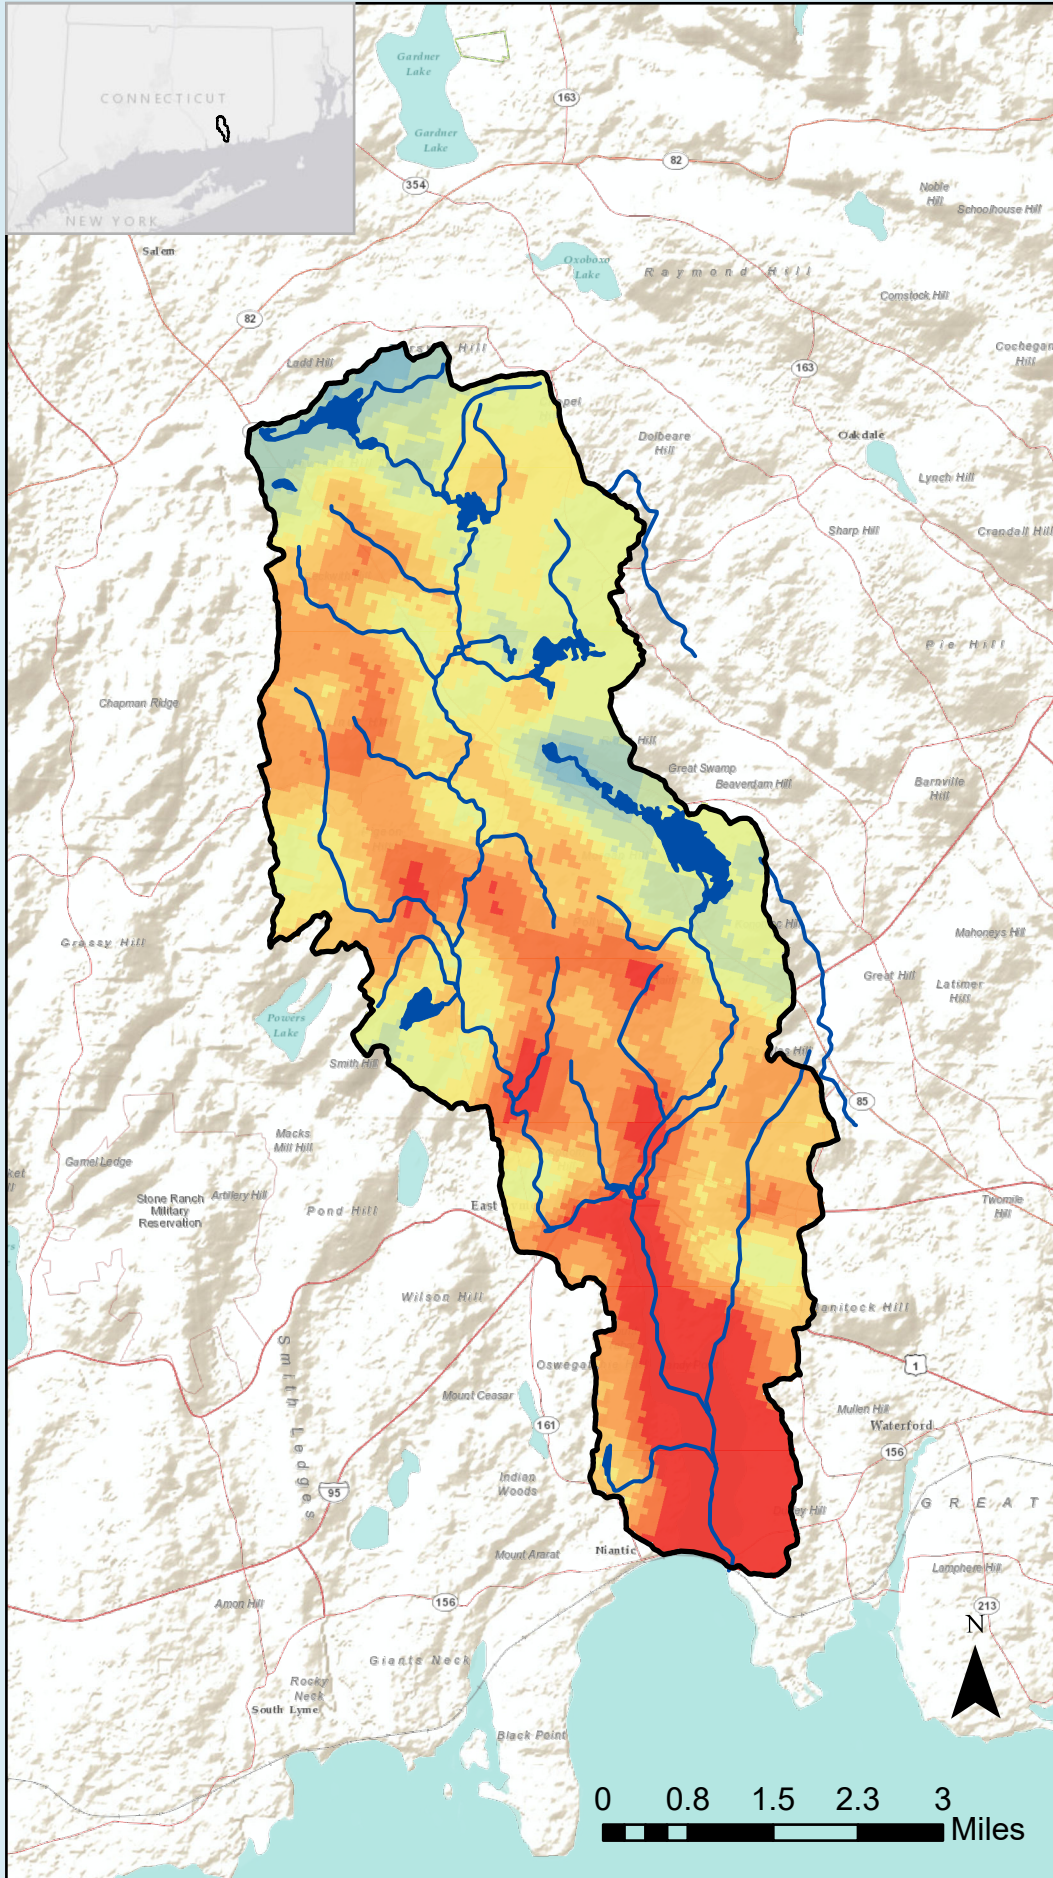 Gardner
Lake
Gardner
Lake
163
CONNECTICUT
NEW YORK
82
354
Noble
Hill
Schoolhouse Hill
Salem
Oxoboxo
Lake
Raymond Hill
Comstock Hill
82
Cochegan
Hill
Ladd Hill
Hill
163
Dolbeare
Hill
Oakdale
Lynch Hill
Sharp Hill
Crandall Hill
Pie Hill
Chapman Ridge
Hill
Great Swamp
Beaverdam Hill
Barnville
Hill
Grassy Hill
Mahoneys Hill
Great Hill
Latimer
Hill
Powers
Lake
Smith Hill
85
Macks
Mill Hill
Gamel Ledge
Stone Ranch
Military
Reservation
Artillery Hill
Pond Hill
East
Twomile
Hill
Wilson Hill
Smith Ledges
Oswega
1
Mount Ceasar
Mullen Hill
Waterford
161
156
95
Indian
Woods
GREAT
Niantic
Mount Ararat
Lamphere Hill
Amon Hill
156
213
N
Giants Neck
Rocky
Neck
South Lyme
Black Point
0 0.8 1.5 2.3 3
Miles